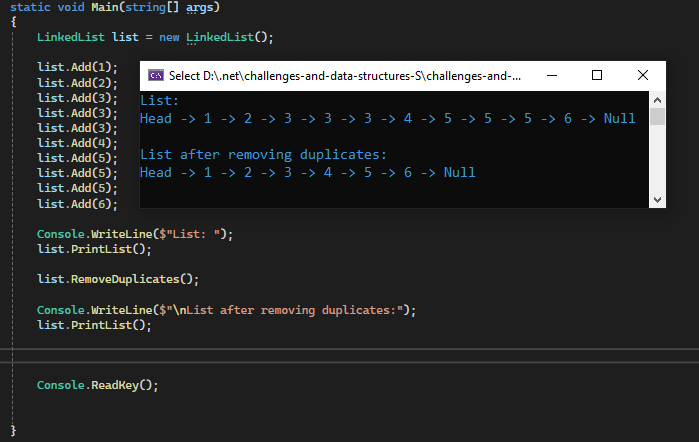 static void Main(string[] args)
{
LinkedList list = new LinkedList();
list.Add(1);
list.Add(2);
list.Add(3);
list.Add(3);
list.Add(3);
list.Add(4);
list.Add(5);
list.Add(5);
list.Add(5);
list.Add(6);
Console.WriteLine($"List: ");
list.PrintList();
list.RemoveDuplicates();
Console.WriteLine($"\nList after removing duplicates:");
list.PrintList();
Console.ReadKey();
}
C:\ Select D:\.net\challenges-and-data-structures-S\challenges-and-...
List:
Head -> 1 -> 2 -> 3 -> 3 -> 3 -> 4 -> 5 -> 5 -> 5 -> 6 -> Null
List after removing duplicates:
Head -> 1 -> 2 -> 3 -> 4 -> 5 -> 6 -> Null